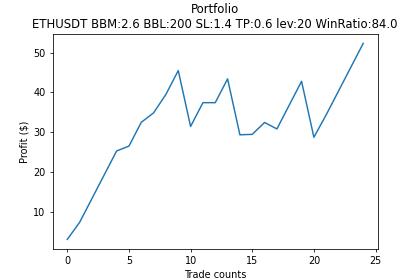 Portfolio
ETHUSDT BBM:2.6 BBL:200 SL:1.4 TP:0.6 lev:20 WinRatio:84.0
50
40
30
20
10
Profit ($)
0 5 10 15 20 25
Trade counts